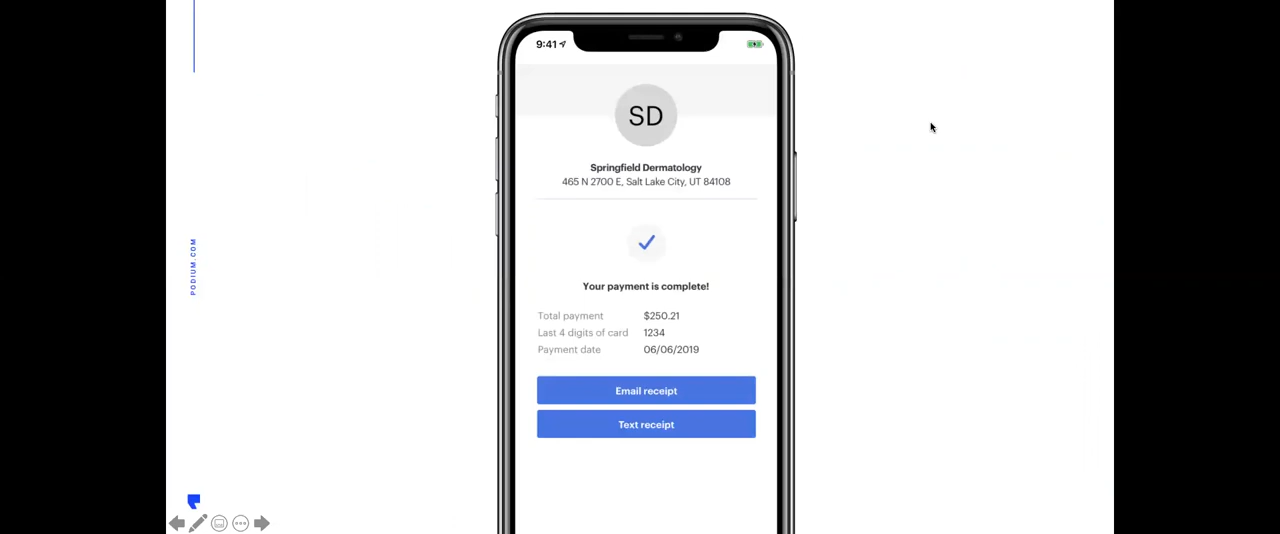 9:41
SD
Springfield Dermatology
465 N 2700 E, Salt Lake City, UT 84108
Your payment is complete!
Total payment $250.21
Last 4 digits of card 1234
Payment date 06/06/2019
Email receipt
Text receipt
PODIUM.COM